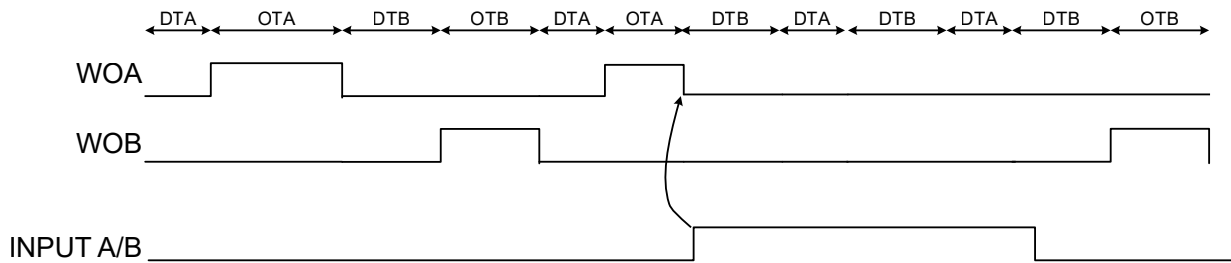 DTA OTA DTB OTB DTA OTA DTB DTA DTB DTA DTB OTB
WOA
WOB
INPUT A/B